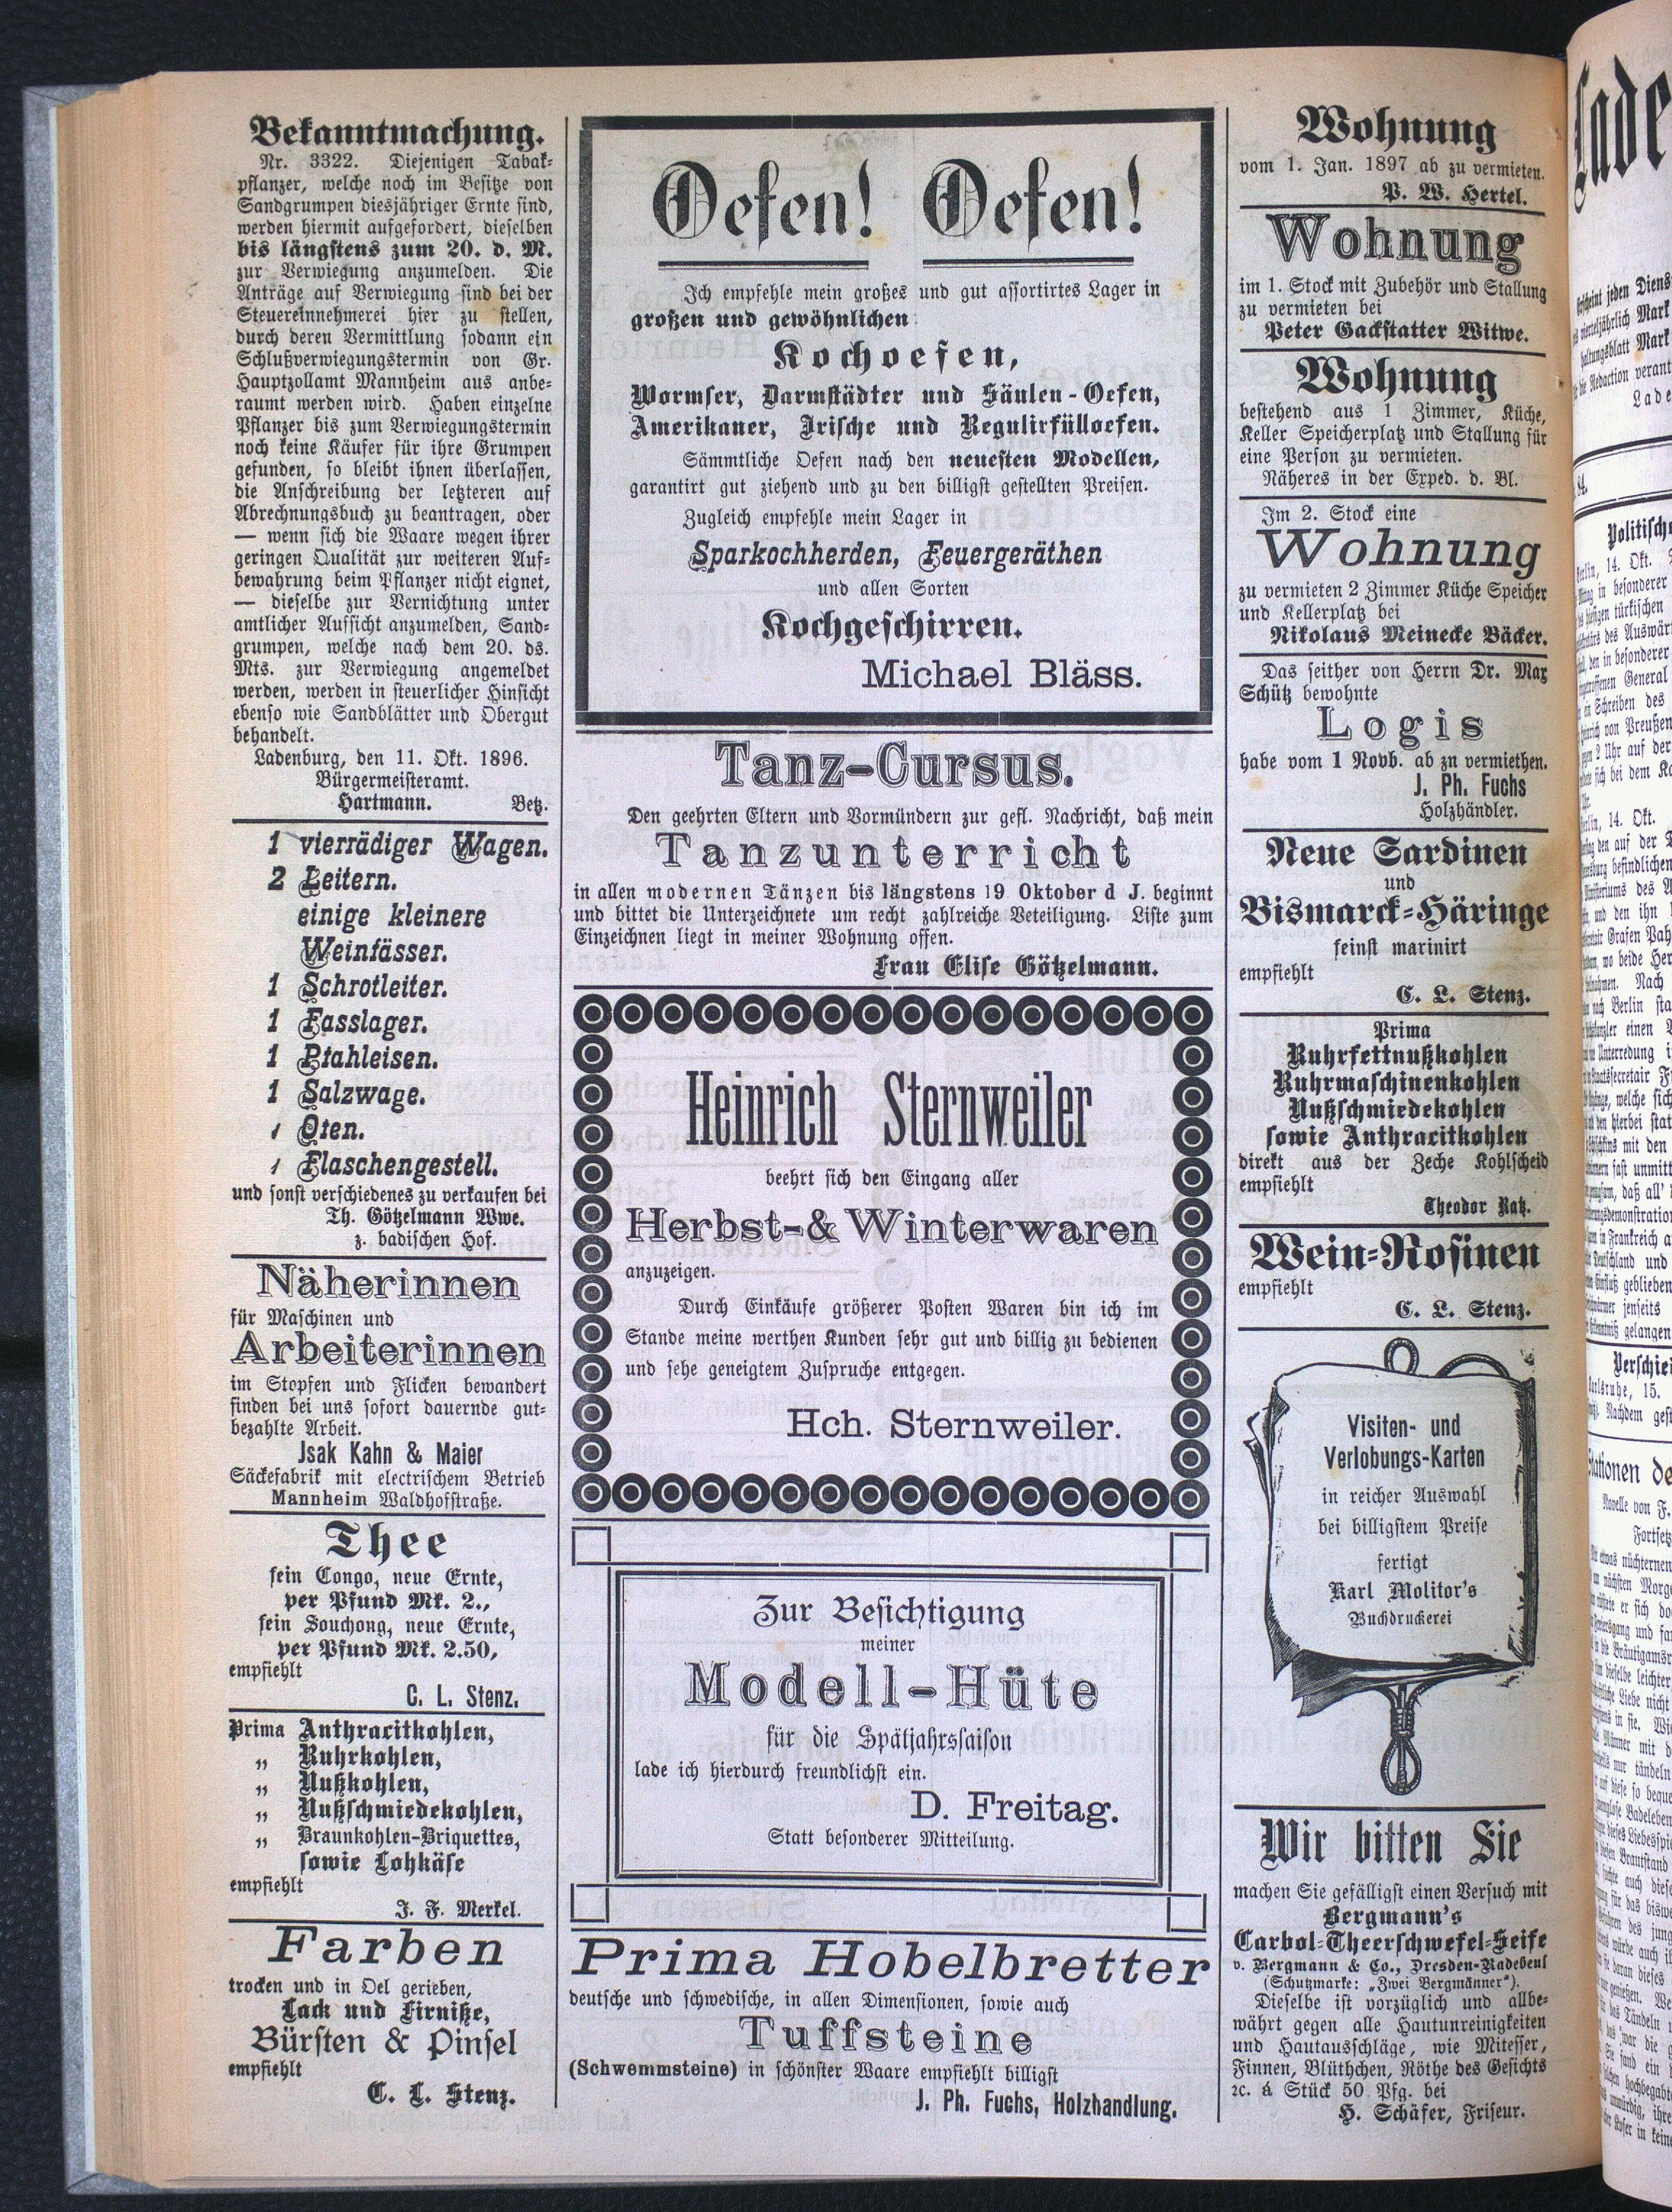 Bekanntmachung.
Nr. 3322. Diejenigen Tabak-
pflanzer, welche noch im Besitze von
Sandgrumpen diesjähriger Ernte sind,
werden hiermit aufgefordert, dieselben
bis längstens zum 20. d. M.
zur Verwiegung anzumelden. Die
Anträge auf Verwiegung sind bei der
Steuereinnehmerei hier zu stellen,
durch deren Vermittlung sodann ein
Schlußverwiegungstermin von Gr.
Hauptzollamt Mannheim aus anbe-
raumt werden wird. Haben einzelne
Pflanzer bis zum Verwiegungstermin
noch keine Käufer für ihre Grumpen
gefunden, so bleibt ihnen überlassen,
die Anschreibung der letzteren auf
Abrechnungsbuch zu beantragen, oder
— wenn sich die Waare wegen ihrer
geringen Qualität zur weiteren Auf-
bewahrung beim Pflanzer nicht eignet,
— dieselbe zur Vernichtung unter
amtlicher Aufsicht anzumelden, Sand-
grumpen, welche nach dem 20. ds.
Mts. zur Verwiegung angemeldet
werden, werden in steuerlicher Hinsicht
ebenso wie Sandblätter und Obergut
behandelt.
Ladenburg, den 11. Okt. 1896.
Bürgermeisteramt.
Hartmann. Betz.
1 vierrädiger Wagen.
2 Leitern.
einige kleinere
Weinfässer.
1 Schrotleiter.
1 Fasslager.
1 Pfahleisen.
1 Salzwage.
1 Ofen.
1 Flaschengestell.
und sonst verschiedenes zu verkaufen bei
Th. Götzelmann Wwe.
z. badischen Hof.
Näherinnen
für Maschinen und
Arbeiterinnen
im Stopfen und Flicken bewandert
finden bei uns sofort dauernde gut-
bezahlte Arbeit.
Jsak Kahn & Maier
Säckefabrik mit electrischem Betrieb
Mannheim Waldhofstraße.
Thee
fein Congo, neue Ernte,
per Pfund Mk. 2.,
fein Souchong, neue Ernte,
per Pfund Mk. 2.50,
empfiehlt
C. L. Stenz.
Prima Anthracitkohlen,
„ Ruhrkohlen,
„ Nußkohlen,
„ Nußschmiedekohlen,
„ Braunkohlen-Briquettes,
sowie Lohkäse
empfiehlt
J. F. Merkel.
Farben
trocken und in Oel gerieben,
Lack und Firniße,
Bürsten & Pinsel
empfiehlt
C. L. Stenz.
Oefen! Oefen!
Ich empfehle mein großes und gut assortirtes Lager in
großen und gewöhnlichen
Kochoefen,
Wormser, Darmstädter und Säulen-Oefen,
Amerikaner, Irische und Regulirfülloefen.
Sämmtliche Oefen nach den neuesten Modellen,
garantirt gut ziehend und zu den billigst gestellten Preisen.
Zugleich empfehle mein Lager in
Sparkochherden, Feuergeräthen
und allen Sorten
Kochgeschirren.
Michael Bläss.
Tanz-Cursus.
Den geehrten Eltern und Vormündern zur gefl. Nachricht, daß mein
Tanzunterricht
in allen modernen Tänzen bis längstens 19 Oktober d J. beginnt
und bittet die Unterzeichnete um recht zahlreiche Beteiligung. Liste zum
Einzeichnen liegt in meiner Wohnung offen.
Frau Elise Götzelmann.
Heinrich Sternweiler
beehrt sich den Eingang aller
Herbst- & Winterwaren
anzuzeigen.
Durch Einkäufe größerer Posten Waren bin ich im
Stande meine werthen Kunden sehr gut und billig zu bedienen
und sehe geneigtem Zuspruche entgegen.
Hch. Sternweiler.
Zur Besichtigung
meiner
Modell-Hüte
für die Spätjahrssaison
lade ich hierdurch freundlichst ein.
D. Freitag.
Statt besonderer Mitteilung.
Prima Hobelbretter
deutsche und schwedische, in allen Dimensionen, sowie auch
Tuffsteine
(Schwemmsteine) in schönster Waare empfiehlt billigst
J. Ph. Fuchs, Holzhandlung.
Wohnung
vom 1. Jan. 1897 ab zu vermieten.
P. W. Hertel.
Wohnung
im 1. Stock mit Zubehör und Stallung
zu vermieten bei
Peter Gackstatter Witwe.
Wohnung
bestehend aus 1 Zimmer, Küche,
Keller Speicherplatz und Stallung für
eine Person zu vermieten.
Näheres in der Exped. d. Bl.
Im 2. Stock eine
Wohnung
zu vermieten 2 Zimmer Küche Speicher
und Kellerplatz bei
Nikolaus Meinecke Bäcker.
Das seither von Herrn Dr. Max
Schütz bewohnte
Logis
habe vom 1 Novb. ab zu vermiethen.
J. Ph. Fuchs
Holzhändler.
Neue Sardinen
und
Bismarck-Häringe
feinst marinirt
empfiehlt
C. L. Stenz.
Prima
Ruhrfettnußkohlen
Ruhrmaschinenkohlen
Nußschmiedekohlen
sowie Anthracitkohlen
direkt aus der Zeche Kohlscheid
empfiehlt
Theodor Ratz.
Wein-Rosinen
empfiehlt
C. L. Stenz.
Visiten- und
Verlobungs-Karten
in reicher Auswahl
bei billigstem Preise
fertigt
Karl Molitor's
Buchdruckerei
Wir bitten Sie
machen Sie gefälligst einen Versuch mit
Bergmann's
Carbol-Theerschwefel-Seife
v. Bergmann & Co., Dresden-Radebeul
(Schutzmarke: „Zwei Bergmänner").
Dieselbe ist vorzüglich und allbe-
währt gegen alle Hautunreinigkeiten
und Hautausschläge, wie Mitesser,
Finnen, Blüthchen, Röthe des Gesichts
ꝛc. á Stück 50 Pfg. bei
H. Schäfer, Friseur.